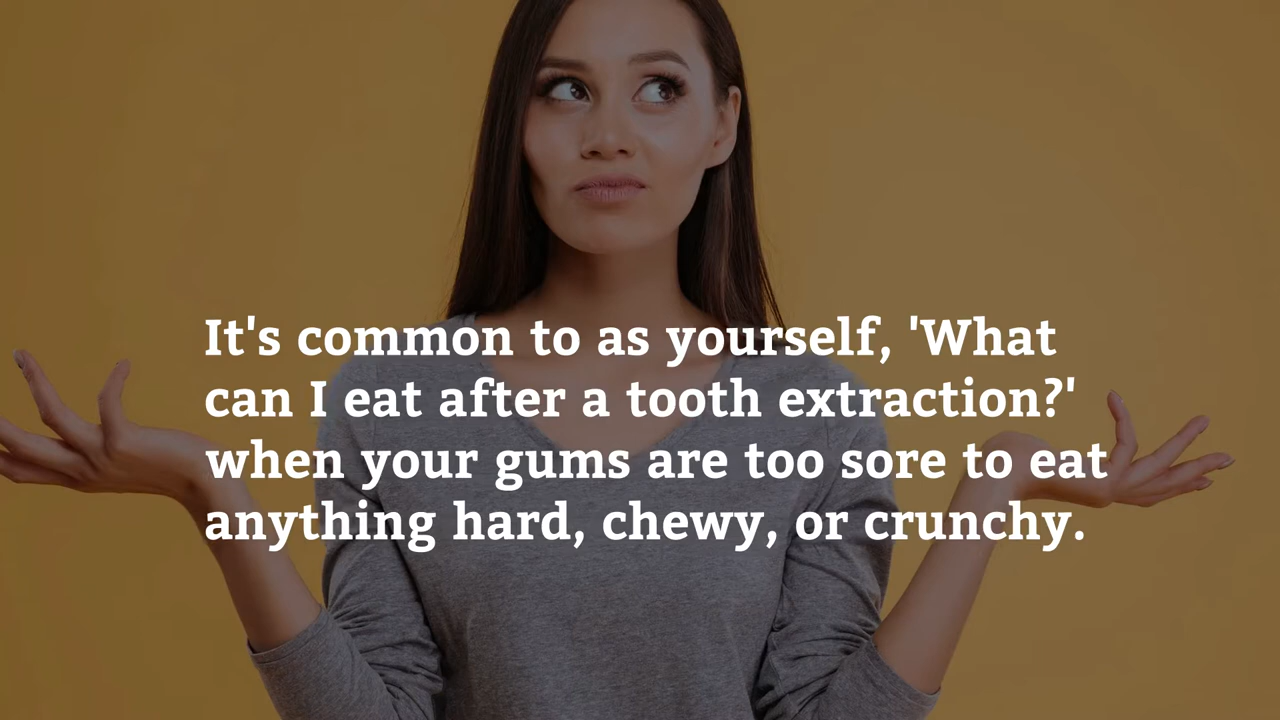 It's common to as yourself, 'What
can I eat after a tooth extraction?'
when your gums are too sore to eat
anything hard, chewy, or crunchy.